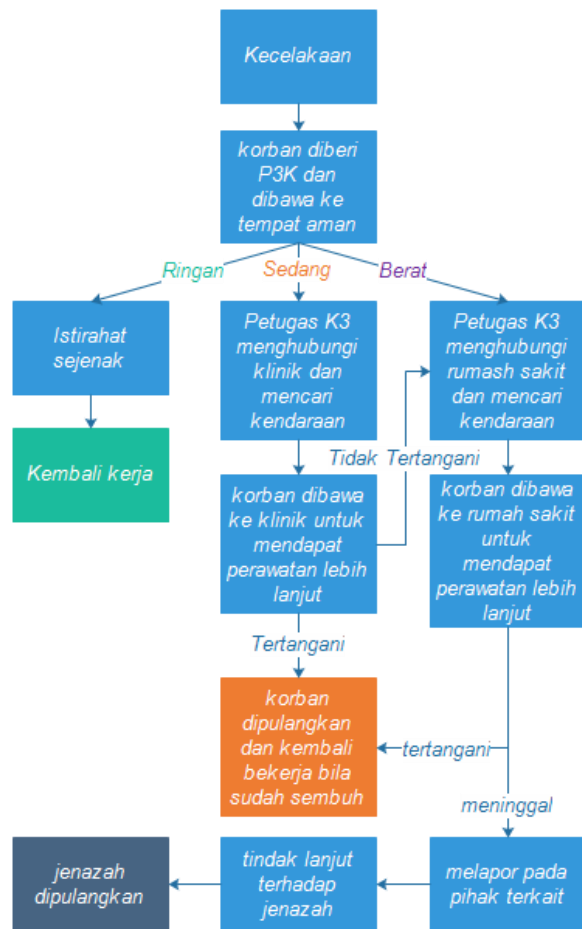 Kecelakaan
korban diberi
P3K dan
dibawa ke
tempat aman
Ringan
Sedang
Berat
Istirahat
sejenak
Petugas K3
menghubungi
klinik dan
mencari
kendaraan
Petugas K3
menghubungi
rumash sakit
dan mencari
kendaraan
Kembali kerja
Tidak Tertangani
korban dibawa
ke klinik untuk
mendapat
perawatan lebih
lanjut
korban dibawa
ke rumah sakit
untuk
mendapat
perawatan lebih
lanjut
Tertangani
korban
dipulangkan
dan kembali
bekerja bila
sudah sembuh
tertangani
meninggal
jenazah
dipulangkan
tindak lanjut
terhadap
jenazah
melapor pada
pihak terkait